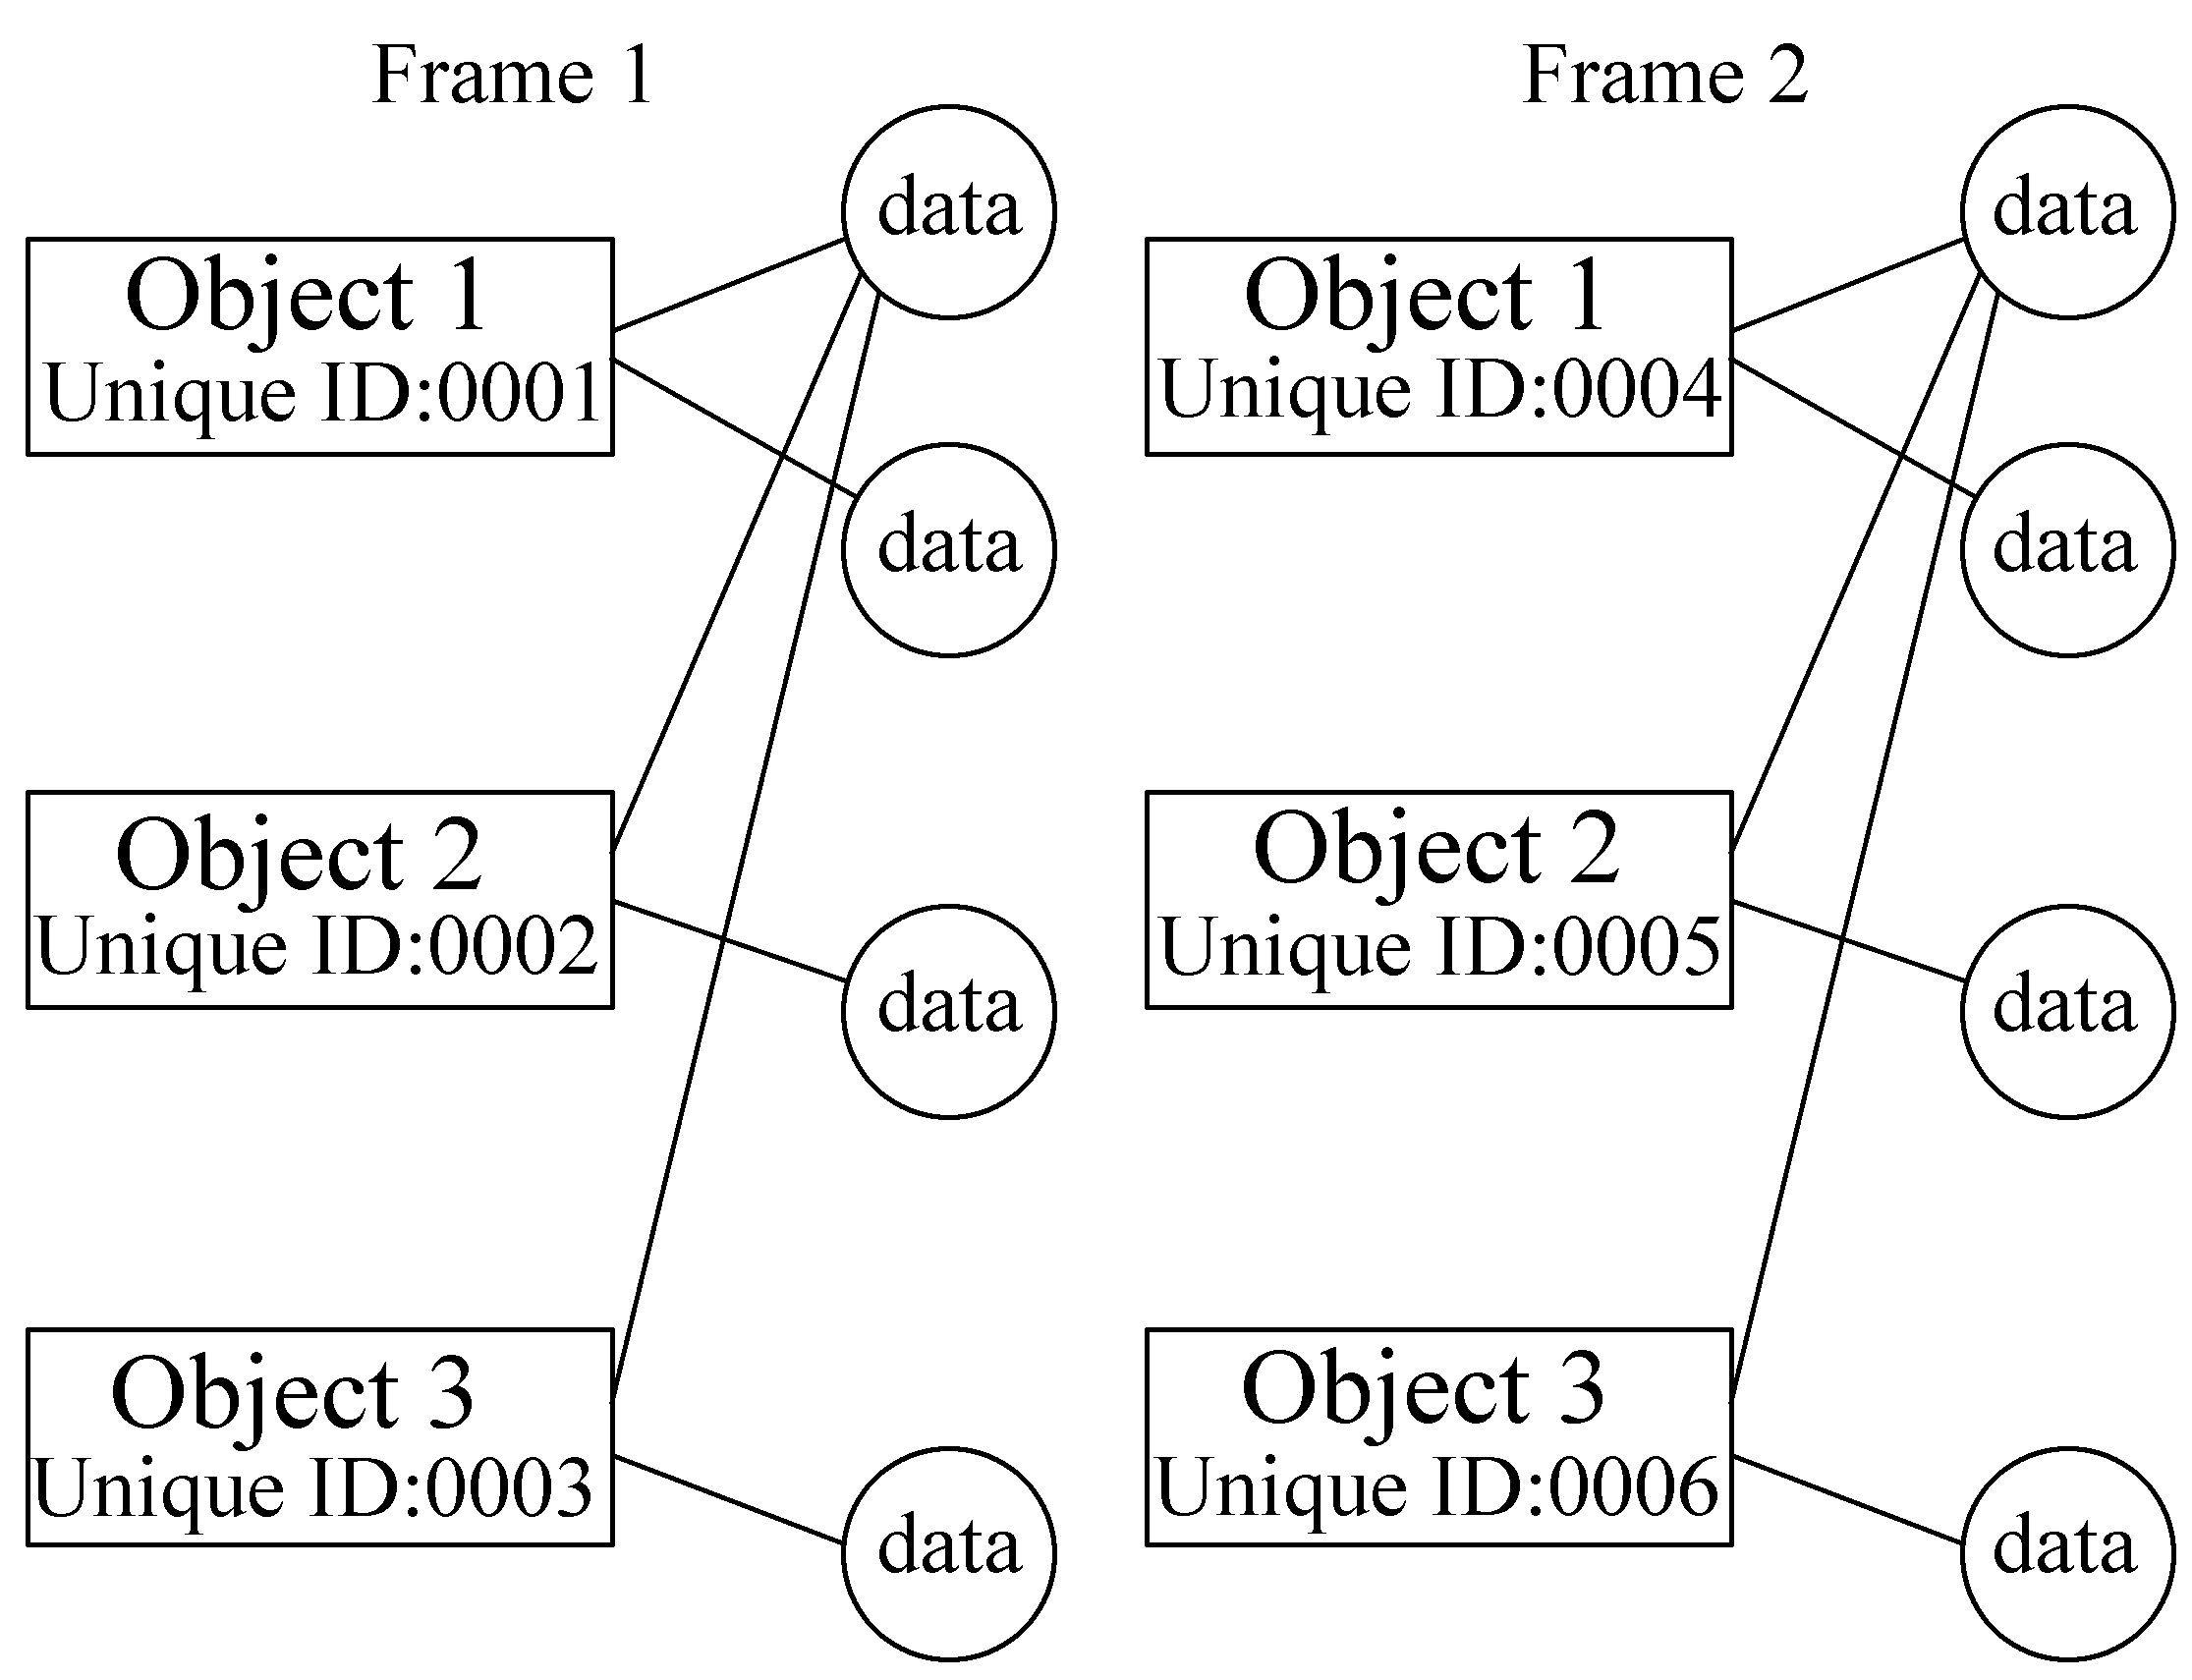 Frame 1
data
Object 1
Unique ID:0001
data
Object 2
Unique ID:0002
data
Object 3
Unique ID:0003
data
Frame 2
data
Object 1
Unique ID:0004
data
Object 2
Unique ID:0005
data
Object 3
Unique ID:0006
data